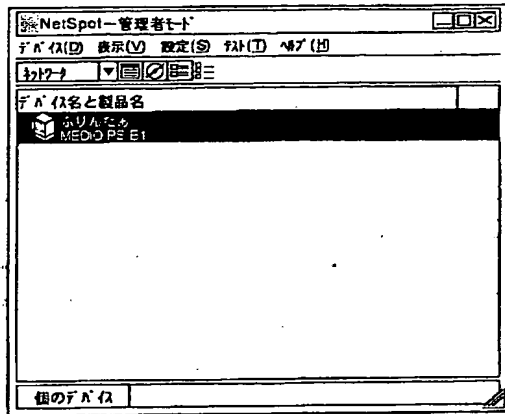 NetSpot－管理者モード
デバイス(D) 表示(V) 設定(S) テスト(T) ヘルプ(H)
ネットワーク
デバイス名と製品名
ぷりんたぁ
MEDIO PS E1
個のデバイス